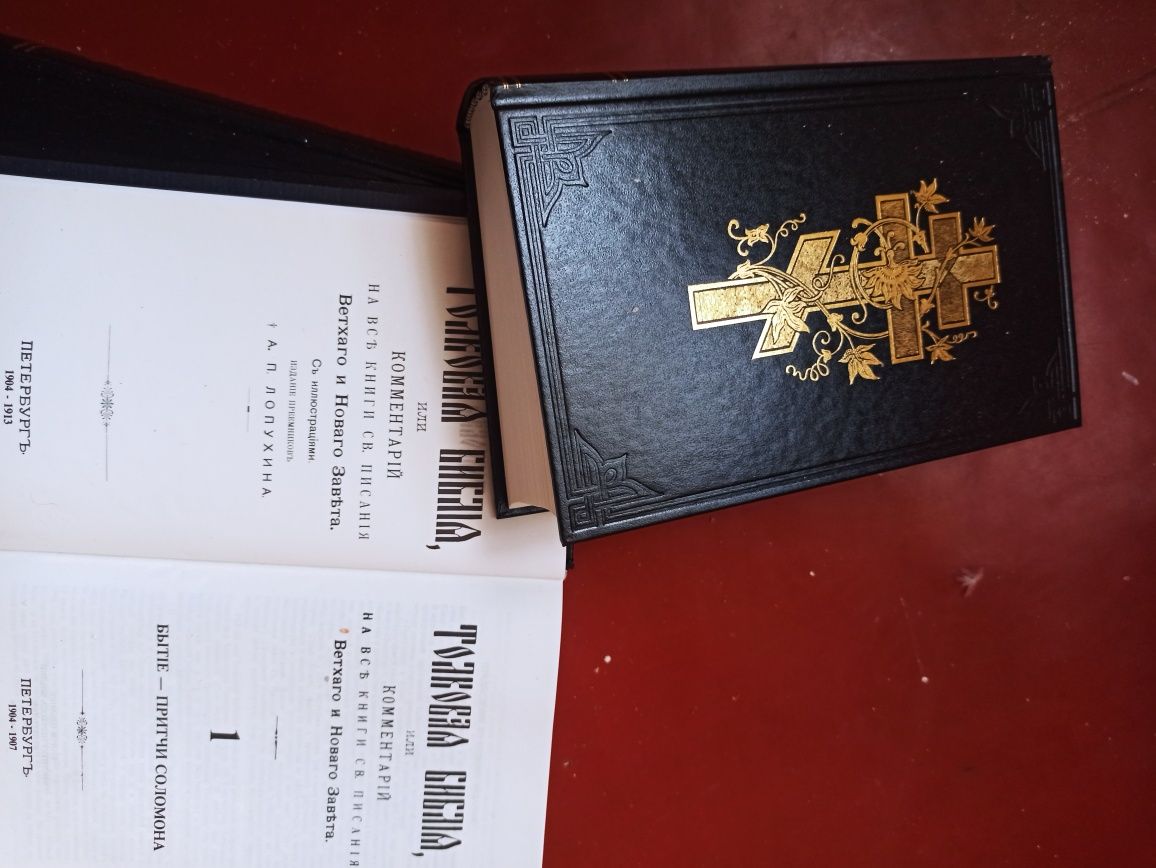 Толковая Библія,
или
КОММЕНТАРІЙ
НА ВСѢ КНИГИ СВ. ПИСАНІЯ
Ветхаго и Новаго Завѣта.
Съ иллюстраціями.
ИЗДАНІЕ ПРЕЕМНИКОВЪ
† А. П. ЛОПУХИНА.
ПЕТЕРБУРГЪ.
1904 - 1913
Толковая Библія,
или
КОММЕНТАРІЙ
НА ВСѢ КНИГИ СВ. ПИСАНІЯ
Ветхаго и Новаго Завѣта.
1
БЫТІЕ — ПРИТЧИ СОЛОМОНА
ПЕТЕРБУРГЪ.
1904 - 1907